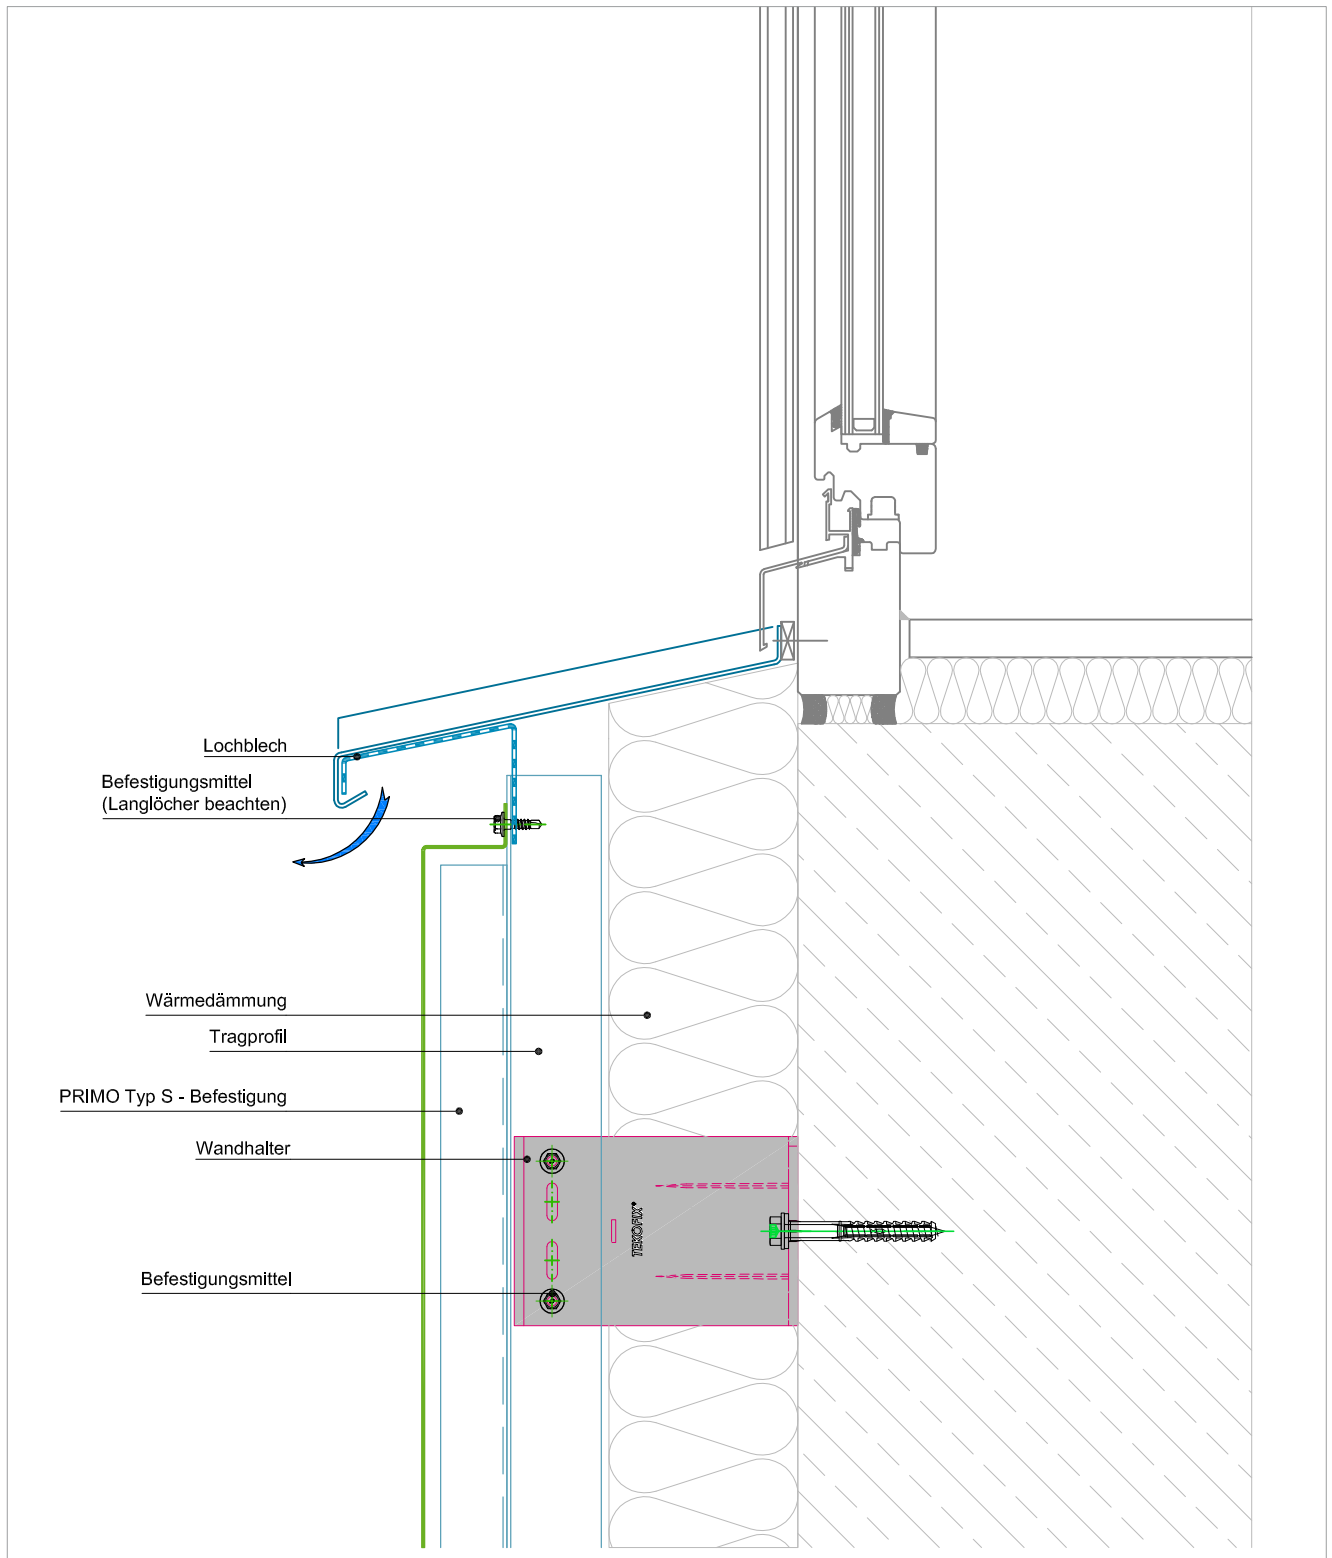 Lochblech
Befestigungsmittel
(Langlöcher beachten)
Wärmedämmung
Tragprofil
PRIMO Typ S - Befestigung
Wandhalter
TEKOFIX®
Befestigungsmittel